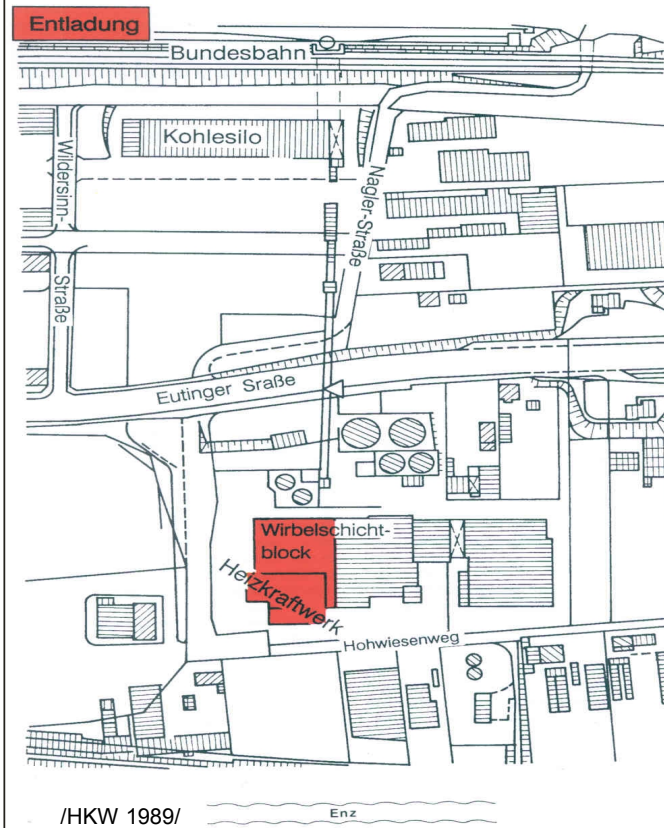 Entladung
Bundesbahn
Kohlesilo
Wildersinn-
Straße
Nagler-Straße
Eutinger Sraße
Wirbelschicht-
block
Heizkraftwerk
Hohwiesenweg
/HKW 1989/
Enz